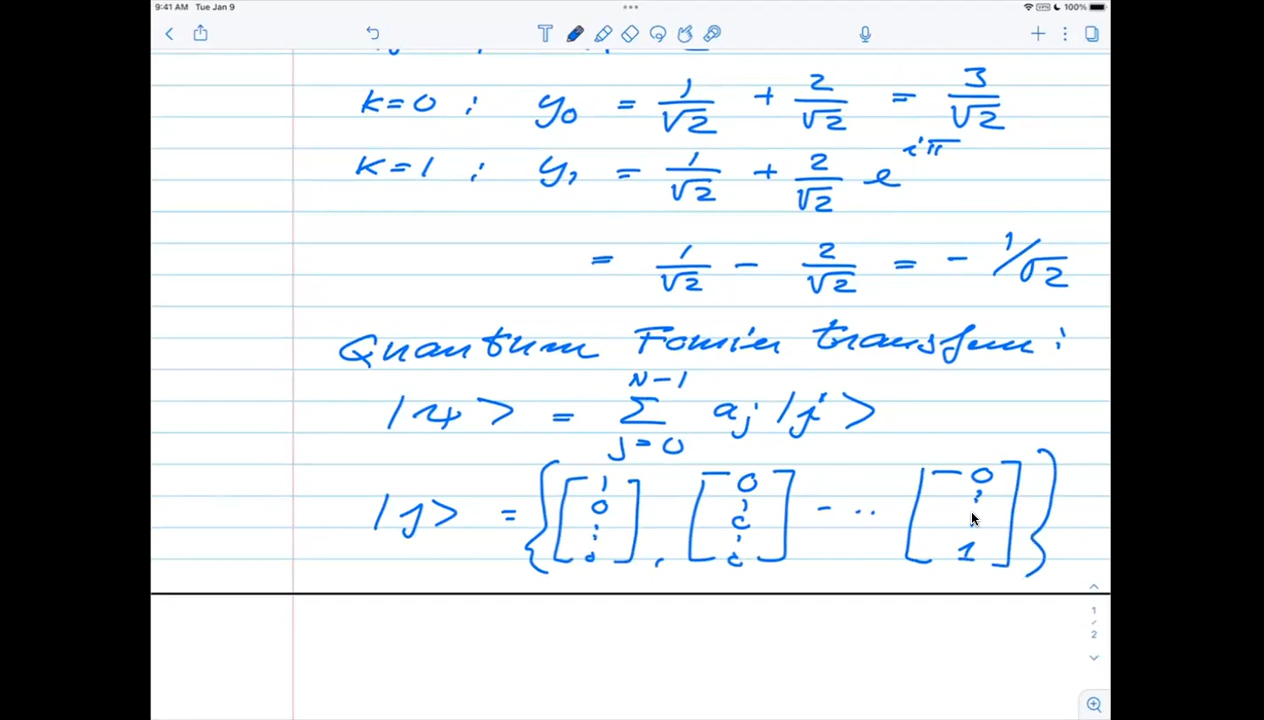 9:41 AM Tue Jan 9
VPN 100%
k=0 : y₀ = 1/√2 + 2/√2 = 3/√2
k=1 : y₁ = 1/√2 + 2/√2 e^{iπ}
= 1/√2 − 2/√2 = − 1/√2
Quantum Fourier transform :
|ψ> = Σ_{j=0}^{N−1} a_j |j>
|j> = { [1 0 ⋮ 0] , [0 1 0 ⋮ 0] − ·· [0 ⋮ 1] }
1
/
2